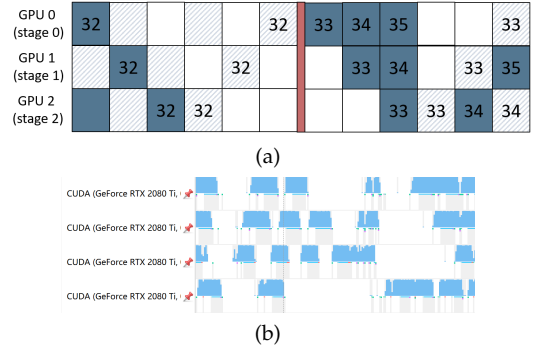 GPU 0 32 32 33 34 35 33
(stage 0)
GPU 1 32 32 33 34 33 35
(stage 1)
GPU 2 32 32 33 33 34 34
(stage 2)
(a)
CUDA (GeForce RTX 2080 Ti,
CUDA (GeForce RTX 2080 Ti,
CUDA (GeForce RTX 2080 Ti,
CUDA (GeForce RTX 2080 Ti,
(b)